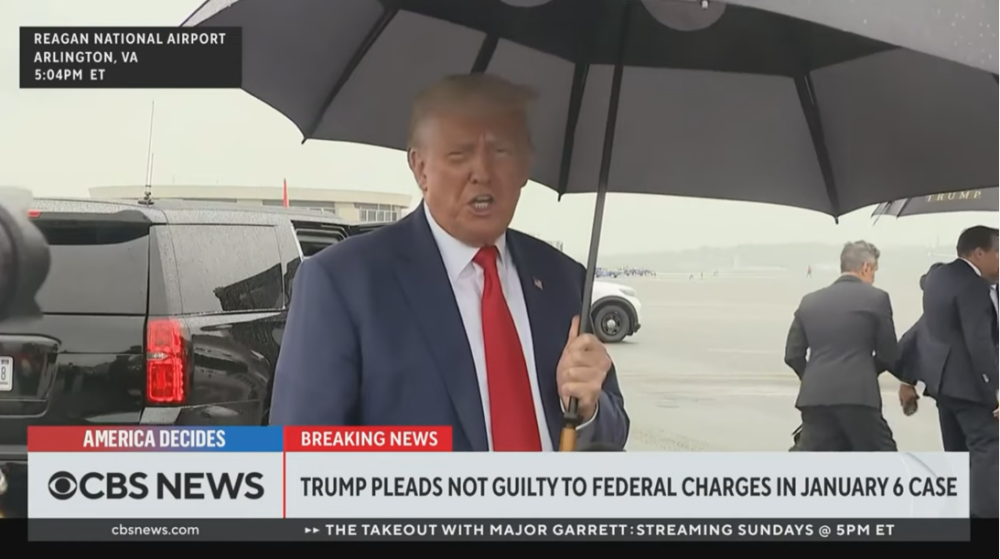 REAGAN NATIONAL AIRPORT
ARLINGTON, VA
5:04PM ET
TRUMP
8
AMERICA DECIDES
BREAKING NEWS
CBS NEWS
TRUMP PLEADS NOT GUILTY TO FEDERAL CHARGES IN JANUARY 6 CASE
cbsnews.com
THE TAKEOUT WITH MAJOR GARRETT: STREAMING SUNDAYS @ 5PM ET